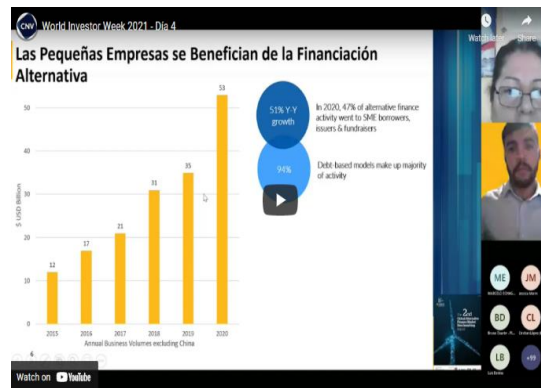 CNV World Investor Week 2021 - Día 4
Watch later Share
Las Pequeñas Empresas se Benefician de la Financiación
Alternativa
$ USD Billion
50
40
30
20
10
0
12
17
21
31
35
53
2015 2016 2017 2018 2019 2020
Annual Business Volumes excluding China
51% Y-Y
growth
In 2020, 47% of alternative finance
activity went to SME borrowers,
issuers & fundraisers
94%
Debt-based models make up majority
of activity
2nd
ME JM
BD CL
LB +99
6
Watch on YouTube